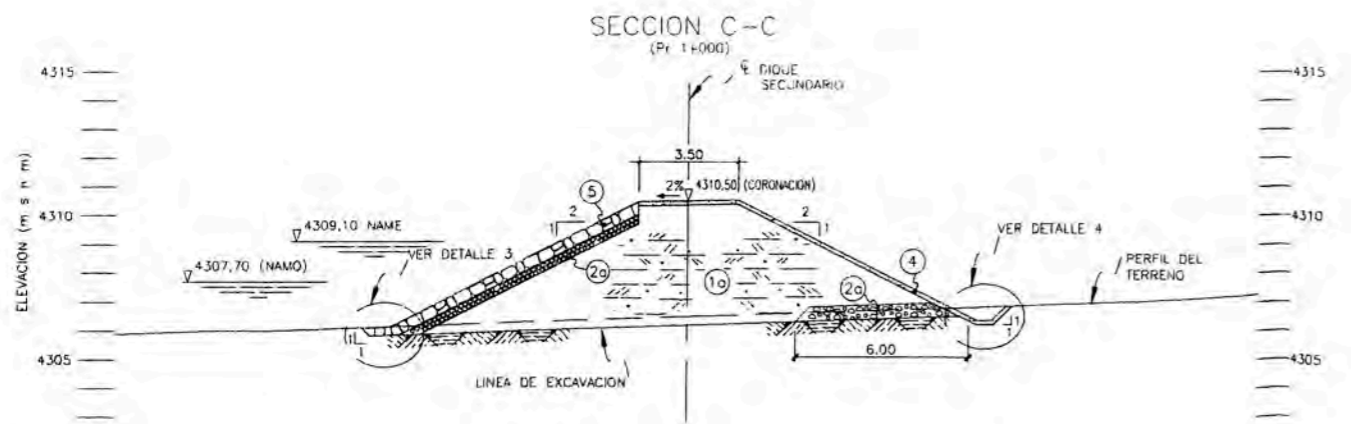 SECCION C-C
(Pr. 1+000)
4315
℄ DIQUE
SECUNDARIO
4315
3.50
2% 4310,50 (CORONACION)
5
2
1
2
1
4310
4310
4309,10 NAME
VER DETALLE 3
VER DETALLE 4
4307,70 (NAMO)
2a
1a
4
2a
PERFIL DEL
TERRENO
ELEVACION (m s n m)
1
1
1
1
4305
4305
6.00
LINEA DE EXCAVACION